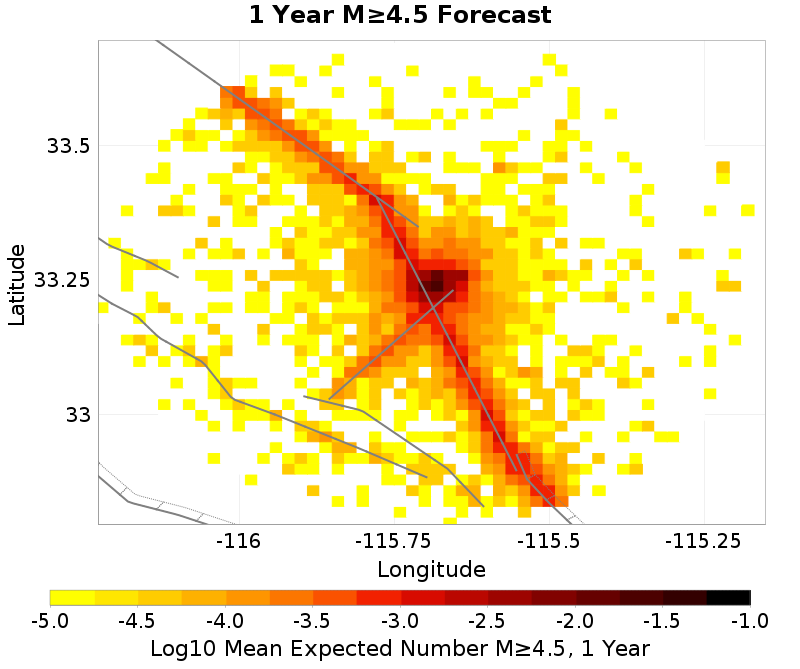 1 Year M≥4.5 Forecast
33.5
33.25
33
Latitude
-116 -115.75 -115.5 -115.25
Longitude
-5.0 -4.5 -4.0 -3.5 -3.0 -2.5 -2.0 -1.5 -1.0
Log10 Mean Expected Number M≥4.5, 1 Year